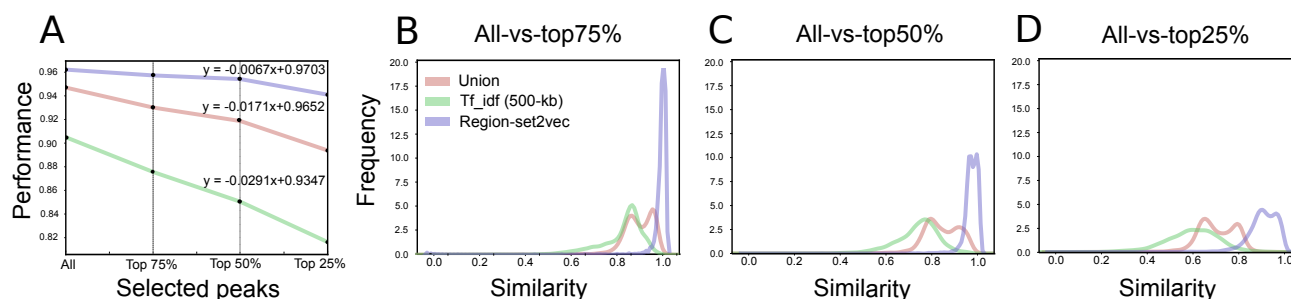 A
Performance
0.96
0.94
0.92
0.90
0.88
0.86
0.84
0.82
y = -0.0067x+0.9703
y = -0.0171x+0.9652
y = -0.0291x+0.9347
All
Top 75%
Top 50%
Top 25%
Selected peaks
B
All-vs-top75%
Frequency
20.0
17.5
15.0
12.5
10.0
7.5
5.0
2.5
0.0
Union
Tf_idf (500-kb)
Region-set2vec
0.0 0.2 0.4 0.6 0.8 1.0
Similarity
C
All-vs-top50%
20.0
17.5
15.0
12.5
10.0
7.5
5.0
2.5
0.0
0.0 0.2 0.4 0.6 0.8 1.0
Similarity
D
All-vs-top25%
20.0
17.5
15.0
12.5
10.0
7.5
5.0
2.5
0.0
0.0 0.2 0.4 0.6 0.8 1.0
Similarity